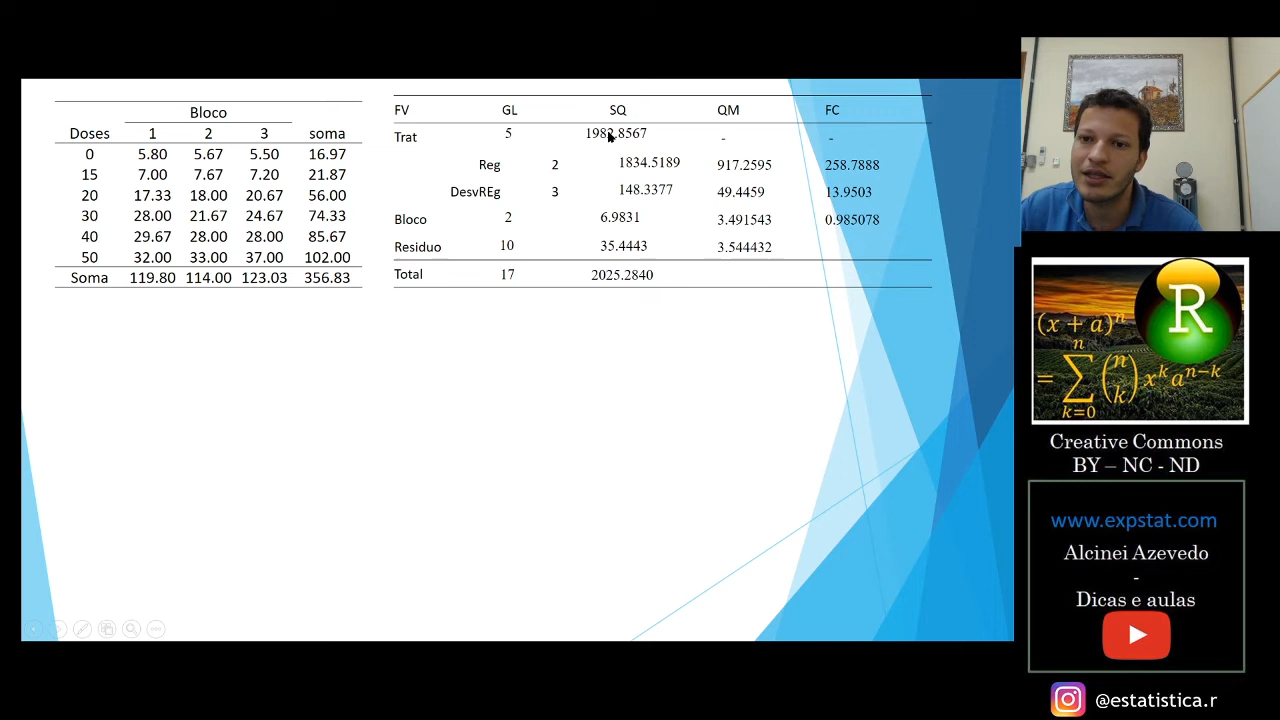 Bloco
Doses 1 2 3 soma
0 5.80 5.67 5.50 16.97
15 7.00 7.67 7.20 21.87
20 17.33 18.00 20.67 56.00
30 28.00 21.67 24.67 74.33
40 29.67 28.00 28.00 85.67
50 32.00 33.00 37.00 102.00
Soma 119.80 114.00 123.03 356.83
FV GL SQ QM FC
Trat 5 1982.8567 - -
Reg 2 1834.5189 917.2595 258.7888
DesvREg 3 148.3377 49.4459 13.9503
Bloco 2 6.9831 3.491543 0.985078
Residuo 10 35.4443 3.544432
Total 17 2025.2840
R
(x + a)ⁿ
= ∑ⁿₖ₌₀ (n k) xᵏaⁿ⁻ᵏ
Creative Commons
BY – NC - ND
www.expstat.com
Alcinei Azevedo
-
Dicas e aulas
@estatistica.r